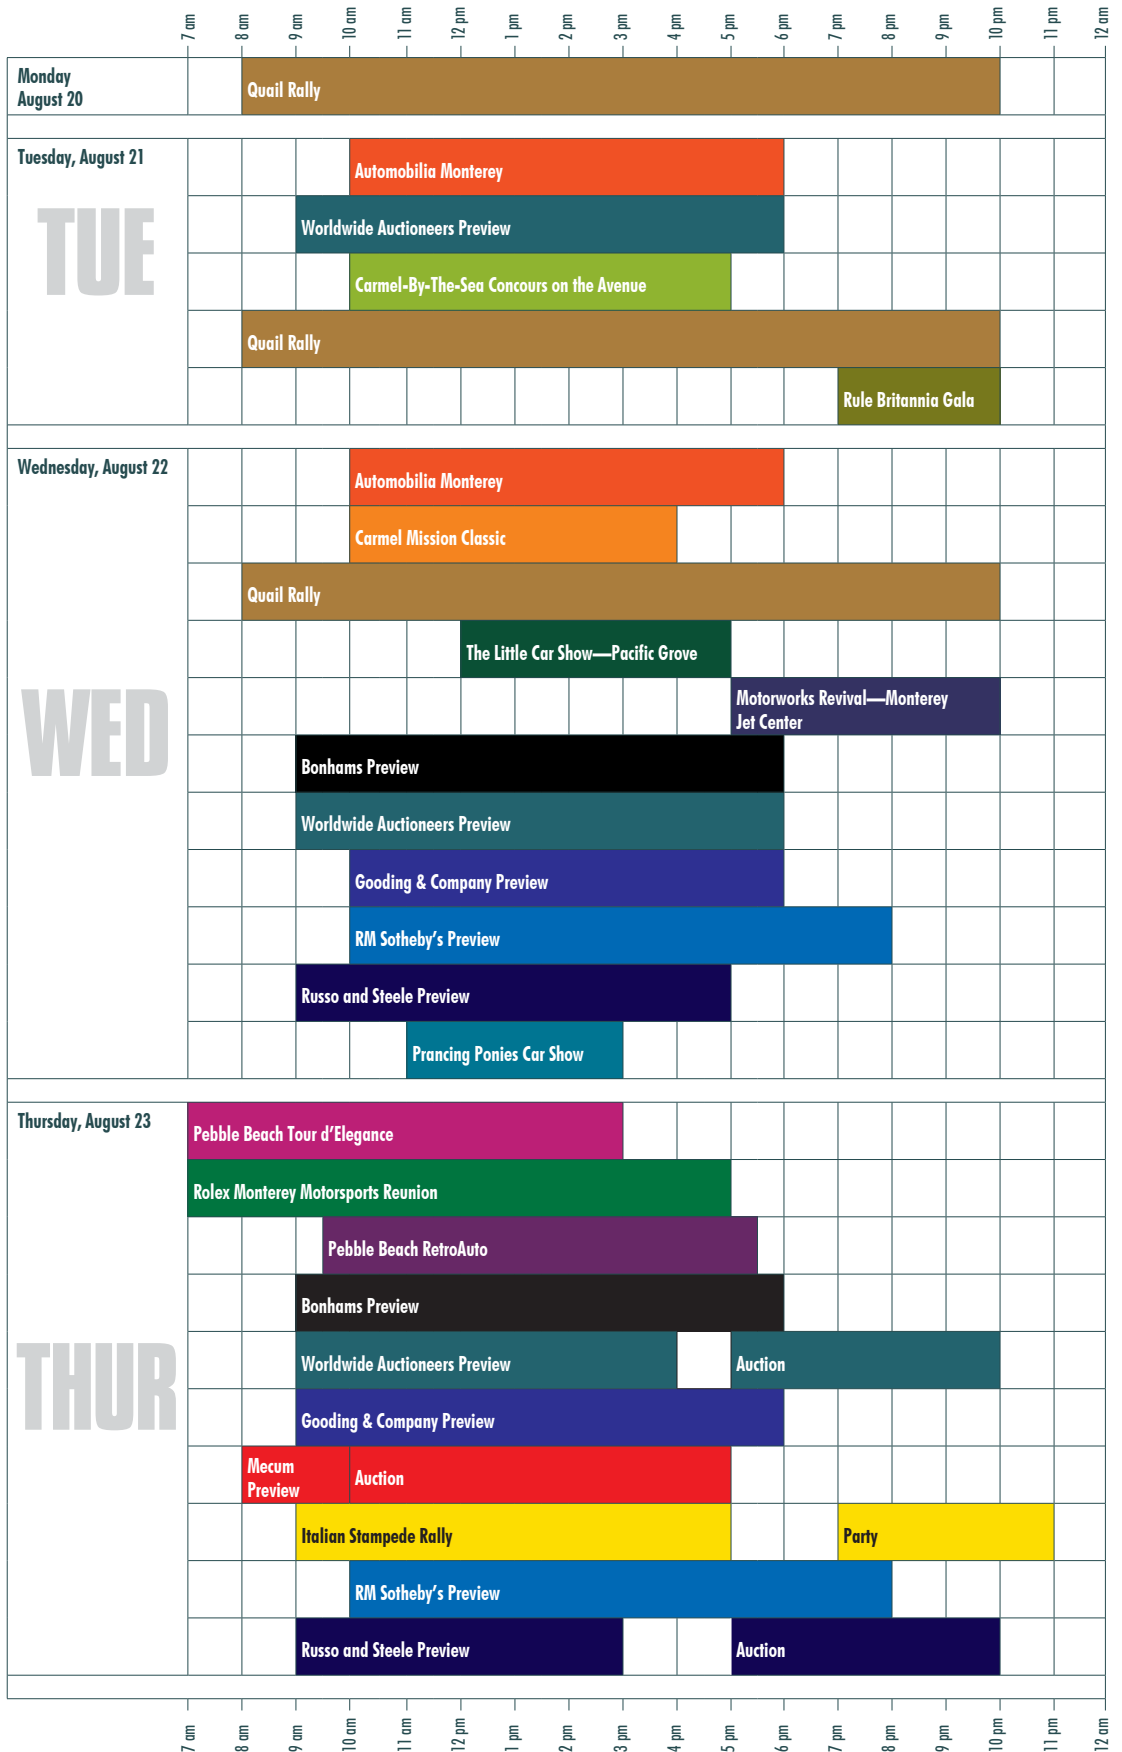 7 am
8 am
9 am
10 am
11 am
12 pm
1 pm
2 pm
3 pm
4 pm
5 pm
6 pm
7 pm
8 pm
9 pm
10 pm
11 pm
12 am
Monday
August 20
Quail Rally
Tuesday, August 21
TUE
Automobilia Monterey
Worldwide Auctioneers Preview
Carmel-By-The-Sea Concours on the Avenue
Quail Rally
Rule Britannia Gala
Wednesday, August 22
WED
Automobilia Monterey
Carmel Mission Classic
Quail Rally
The Little Car Show—Pacific Grove
Motorworks Revival—Monterey
Jet Center
Bonhams Preview
Worldwide Auctioneers Preview
Gooding & Company Preview
RM Sotheby’s Preview
Russo and Steele Preview
Prancing Ponies Car Show
Thursday, August 23
THUR
Pebble Beach Tour d’Elegance
Rolex Monterey Motorsports Reunion
Pebble Beach RetroAuto
Bonhams Preview
Worldwide Auctioneers Preview
Auction
Gooding & Company Preview
Mecum
Preview
Auction
Italian Stampede Rally
Party
RM Sotheby’s Preview
Russo and Steele Preview
Auction
7 am
8 am
9 am
10 am
11 am
12 pm
1 pm
2 pm
3 pm
4 pm
5 pm
6 pm
7 pm
8 pm
9 pm
10 pm
11 pm
12 am